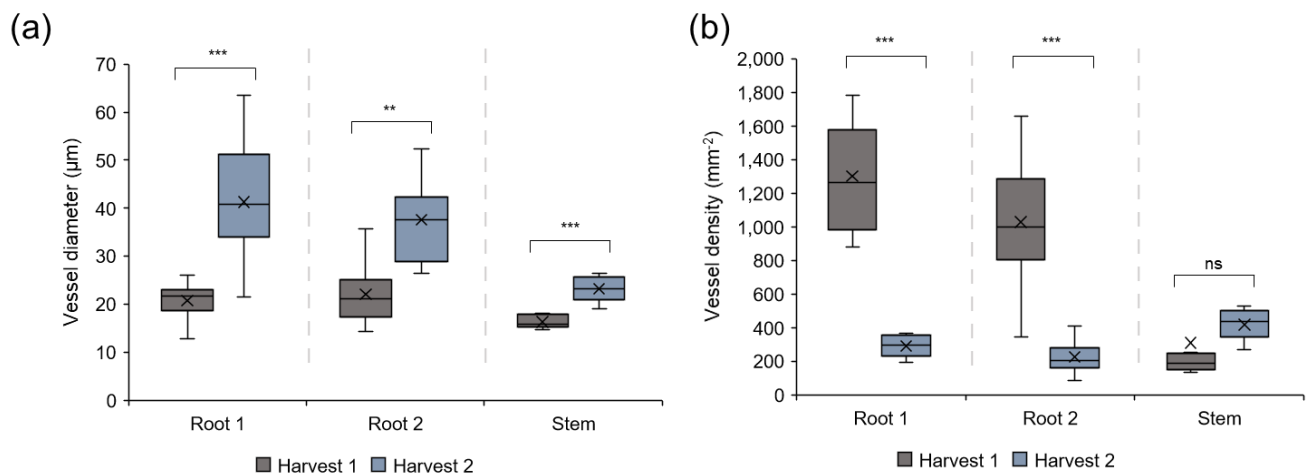 (a)
Vessel diameter (µm)
70
60
50
40
30
20
10
0
***
**
***
Root 1
Root 2
Stem
Harvest 1
Harvest 2
(b)
Vessel density (mm-2)
2,000
1,800
1,600
1,400
1,200
1,000
800
600
400
200
0
***
***
ns
Root 1
Root 2
Stem
Harvest 1
Harvest 2